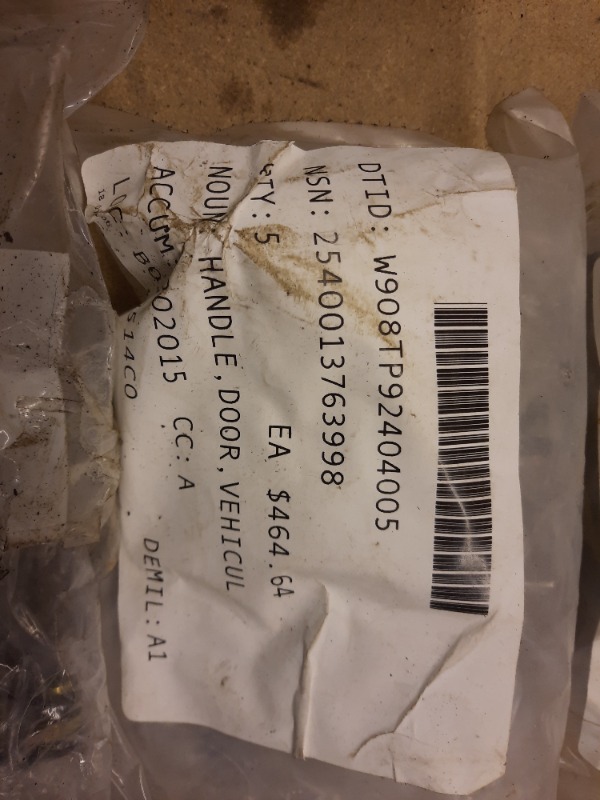 DTID: W908TP92404005
NSN: 2540013763998
QTY: 5 EA $464.64
NOUN HANDLE,DOOR,VEHICUL
ACCUM 02015 CC: A DEMIL: A1